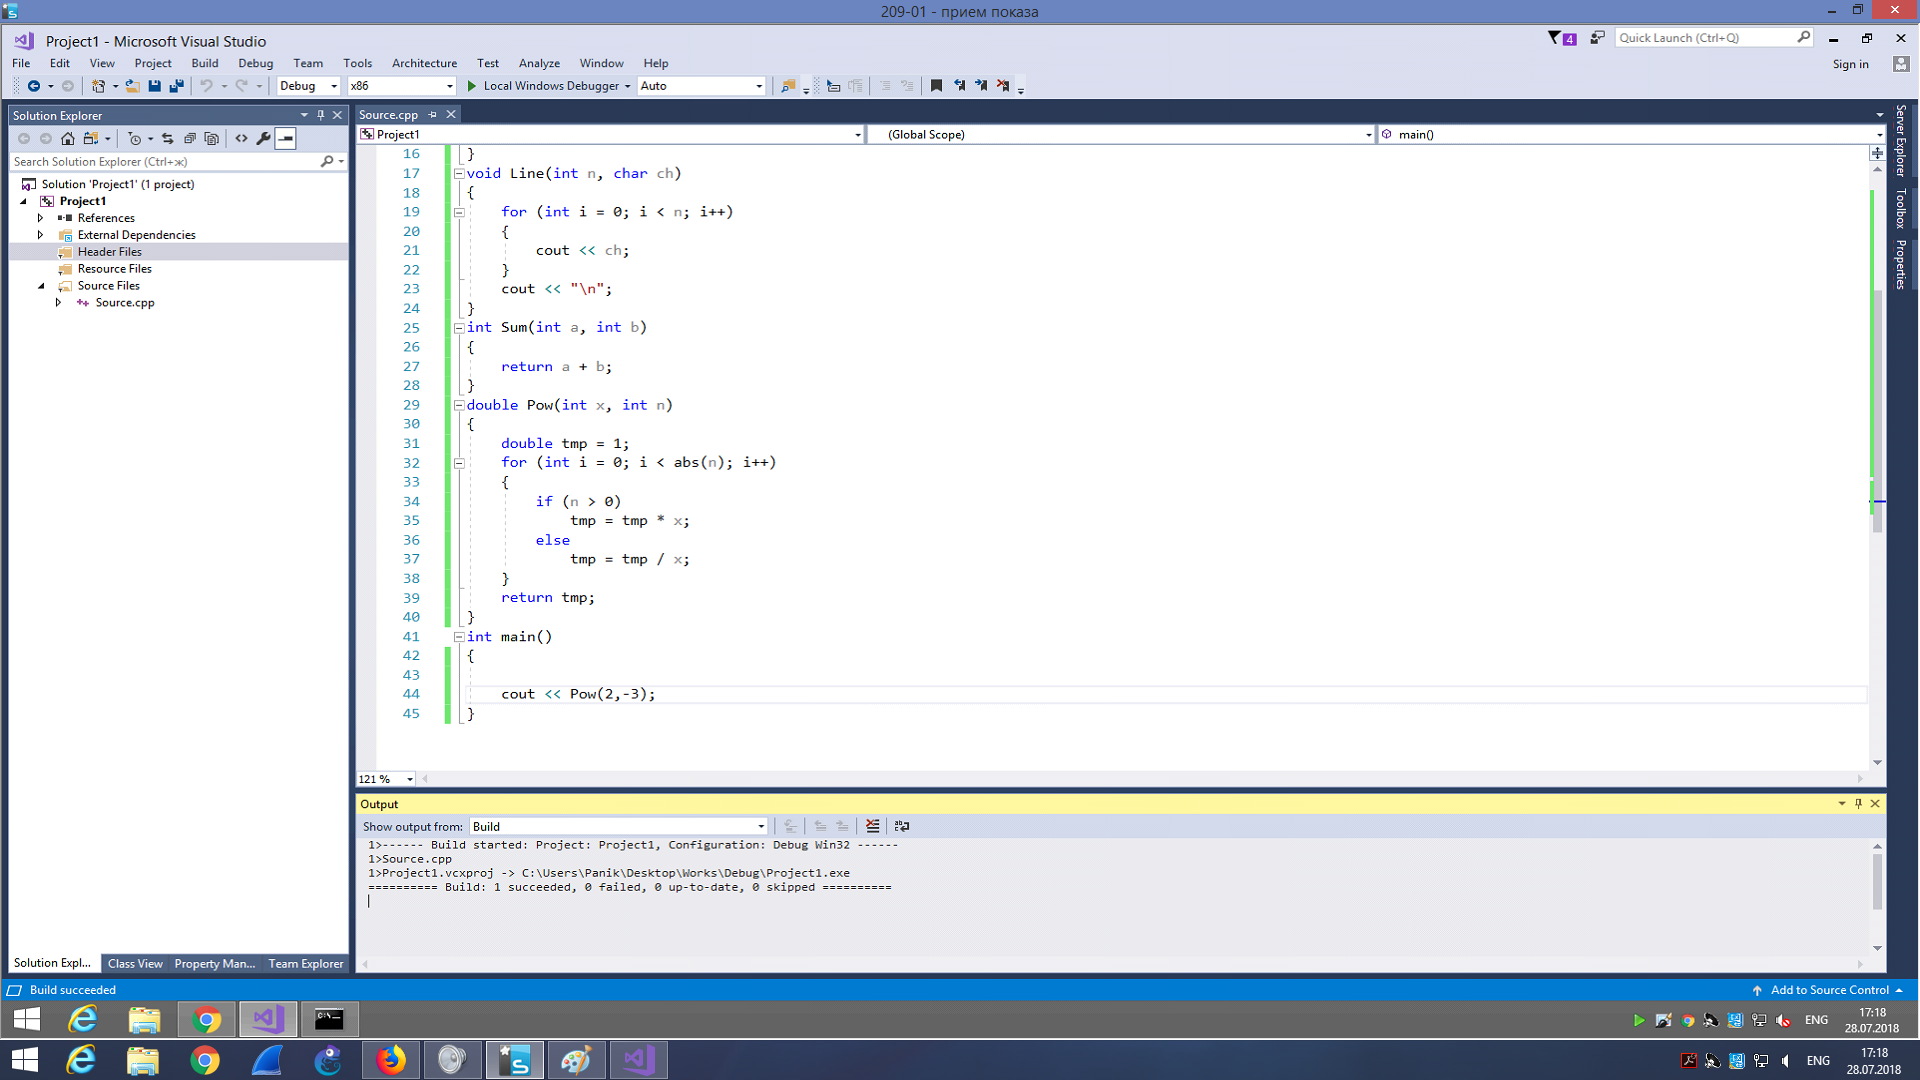 209-01 - прием показа
Project1 - Microsoft Visual Studio
4
Quick Launch (Ctrl+Q)
File Edit View Project Build Debug Team Tools Architecture Test Analyze Window Help
Sign in
Debug x86 Local Windows Debugger Auto
Solution Explorer
Search Solution Explorer (Ctrl+ж)
Solution 'Project1' (1 project)
Project1
References
External Dependencies
Header Files
Resource Files
Source Files
Source.cpp
Solution Expl... Class View Property Man... Team Explorer
Source.cpp
Project1 (Global Scope) main()
16 }
17 void Line(int n, char ch)
18 {
19 for (int i = 0; i < n; i++)
20 {
21 cout << ch;
22 }
23 cout << "\n";
24 }
25 int Sum(int a, int b)
26 {
27 return a + b;
28 }
29 double Pow(int x, int n)
30 {
31 double tmp = 1;
32 for (int i = 0; i < abs(n); i++)
33 {
34 if (n > 0)
35 tmp = tmp * x;
36 else
37 tmp = tmp / x;
38 }
39 return tmp;
40 }
41 int main()
42 {
43
44 cout << Pow(2,-3);
45 }
121 %
Server Explorer
Toolbox
Properties
Output
Show output from: Build
1>------ Build started: Project: Project1, Configuration: Debug Win32 ------
1>Source.cpp
1>Project1.vcxproj -> C:\Users\Panik\Desktop\Works\Debug\Project1.exe
========== Build: 1 succeeded, 0 failed, 0 up-to-date, 0 skipped ==========
Build succeeded
Add to Source Control
ENG
17:18
28.07.2018
ENG
17:18
28.07.2018